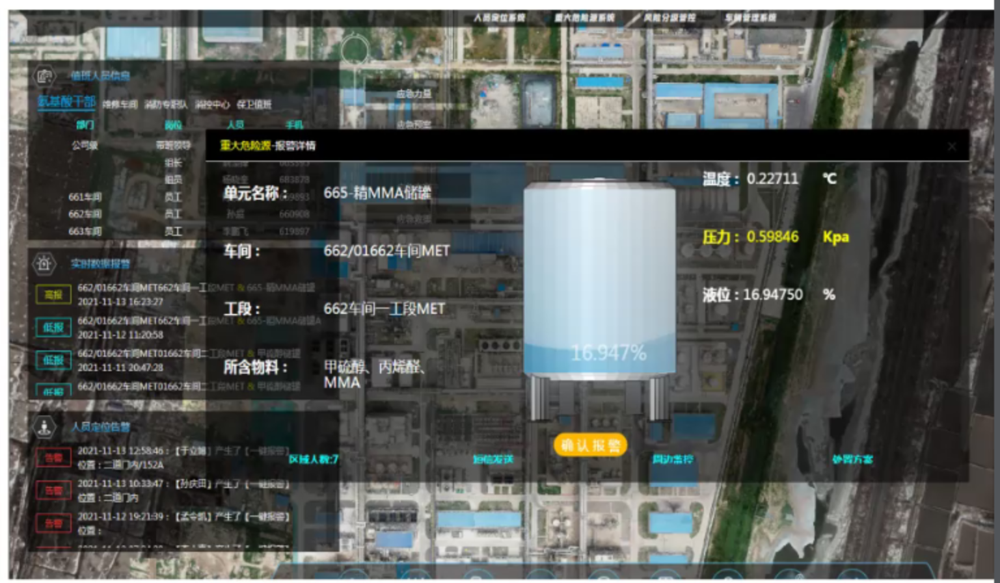 人员定位系统 重大危险源系统 风险分级管控 车辆管理系统
值班人员信息
氨基酸干部 维修车间 消防专职队 消控中心 保卫值班
部门 岗位 人员 手机
应急力量
应急预案
公司级 带班领导
组长
组员 683878
661车间 员工
662车间 员工 660908
663车间 员工 李鹏飞 619897
应急救援
重大危险源-报警详情
单元名称： 665-精MMA储罐
车间： 662/01662车间MET
工段： 662车间一工段MET
所含物料： 甲硫醇、丙烯醛、
MMA
16.947%
温度： 0.22711 ℃
压力： 0.59846 Kpa
液位：16.94750 %
确认报警
区域人数:7 短信发送 周边监控 处置方案
实时数据报警
高报 662/01662车间MET662车间一工段MET & 665-精MMA储罐
2021-11-13 16:23:27
低报 662/01662车间MET662车间一工段MET & 665-粗MMA储罐A
2021-11-12 11:20:58
低报 662/01662车间MET01662车间二工段MET & 甲硫醇储罐
2021-11-11 20:47:28
低报 662/01662车间MET01662车间二工段MET & 甲硫醇储罐
人员定位告警
告警 2021-11-13 12:58:46：【于立娟】产生了【一键报警】
位置：二道门内/152A
告警 2021-11-13 10:33:47：【孙庆田】产生了【一键报警】
位置：二道门内
告警 2021-11-12 19:21:39：【孟令凯】产生了【一键报警】
位置：